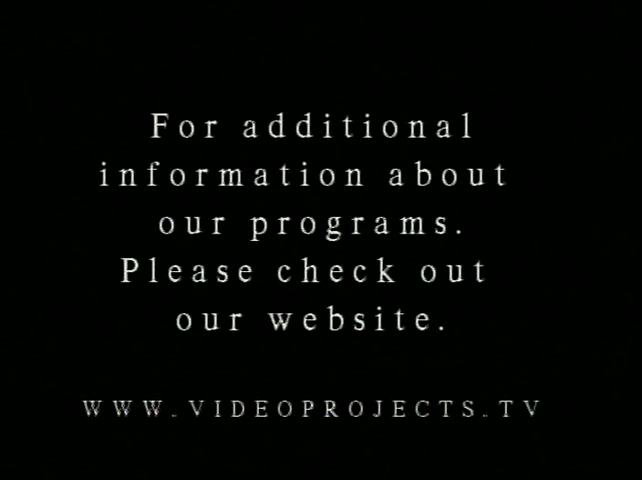 For additional
information about
our programs.
Please check out
our website.
WWW.VIDEOPROJECTS.TV